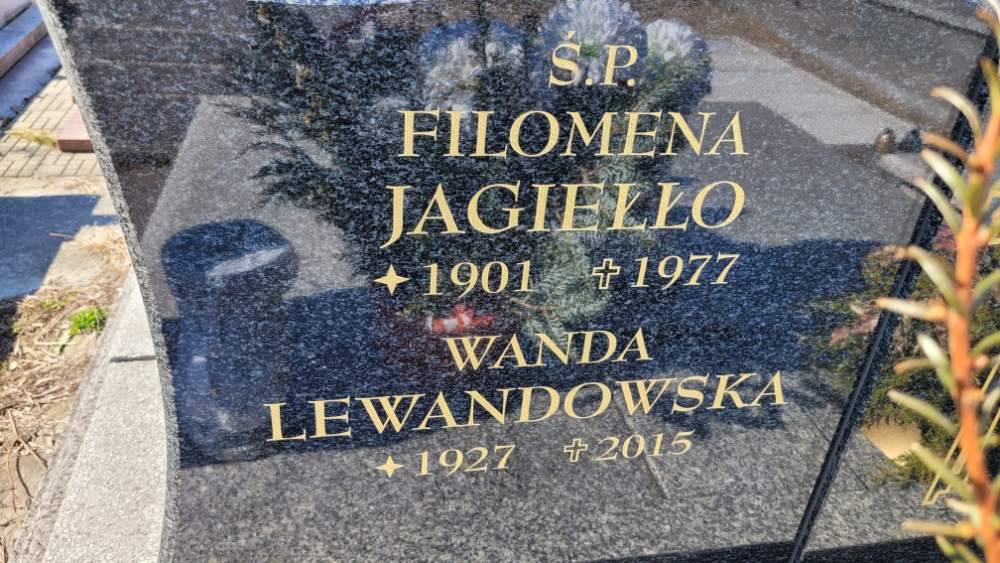 Ś.P.
FILOMENA
JAGIEŁŁO
✦ 1901 ✝ 1977
WANDA
LEWANDOWSKA
✦ 1927 ✝ 2015